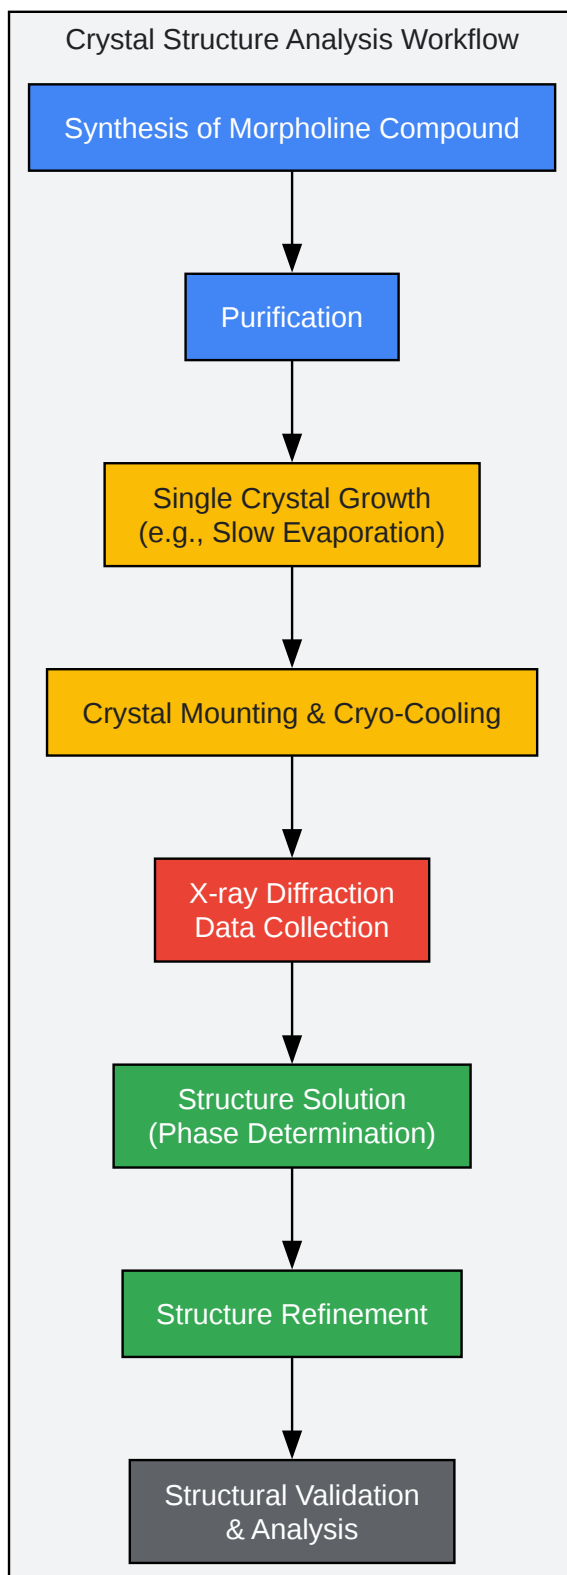 Crystal Structure Analysis Workflow
Synthesis of Morpholine Compound
Purification
Single Crystal Growth
(e.g., Slow Evaporation)
Crystal Mounting & Cryo-Cooling
X-ray Diffraction
Data Collection
Structure Solution
(Phase Determination)
Structure Refinement
Structural Validation
& Analysis